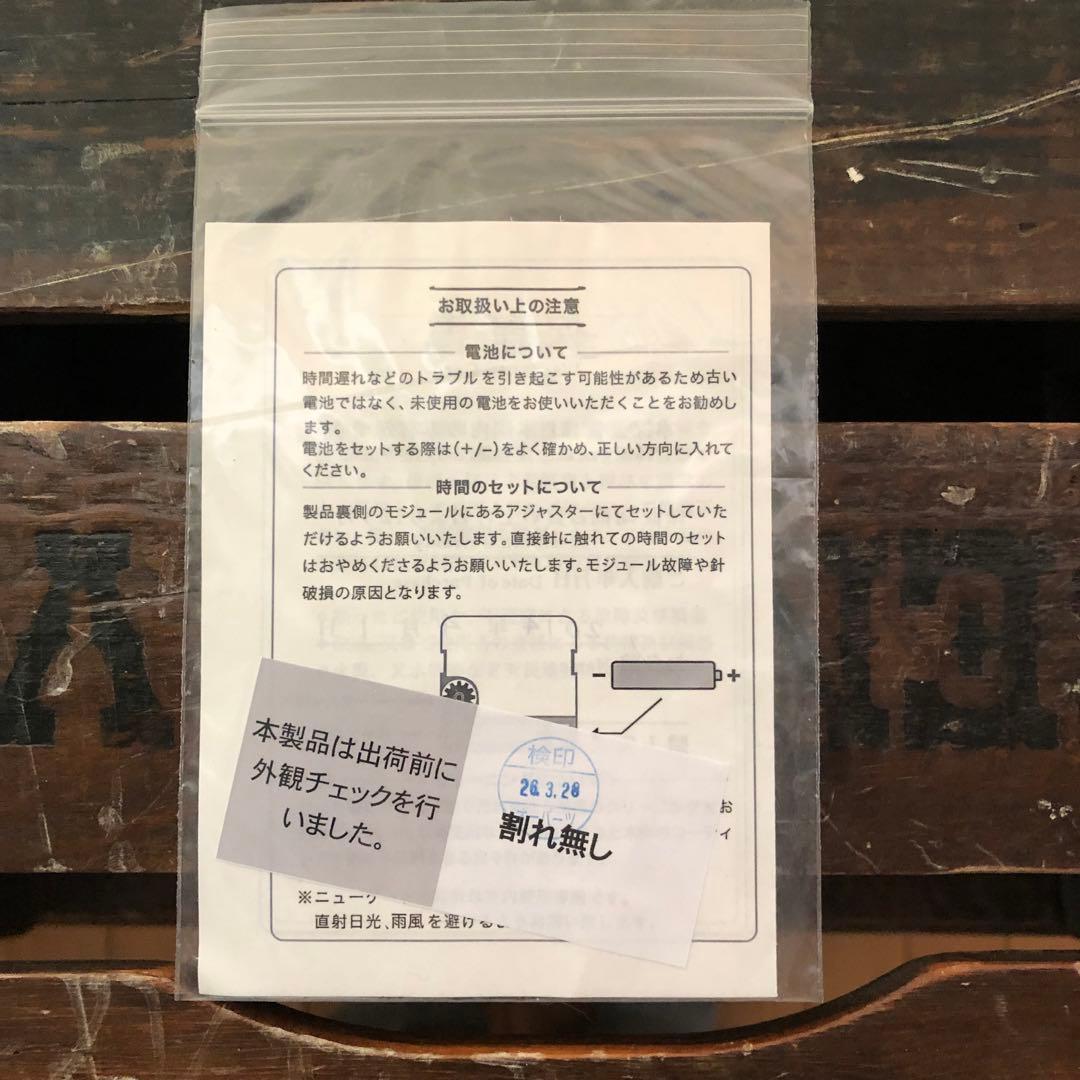 お取扱い上の注意
電池について
時間遅れなどのトラブルを引き起こす可能性があるため古い
電池ではなく、未使用の電池をお使いいただくことをお勧めし
ます。
電池をセットする際は(+/−)をよく確かめ、正しい方向に入れて
ください。
時間のセットについて
製品裏側のモジュールにあるアジャスターにてセットしていた
だけるようお願いいたします。直接針に触れての時間のセット
はおやめくださるようお願いいたします。モジュール故障や針
破損の原因となります。
− +
本製品は出荷前に
外観チェックを行
いました。
検印
26.3.28
割れ無し
お
ィ
※ニューケ
直射日光、雨風を避ける